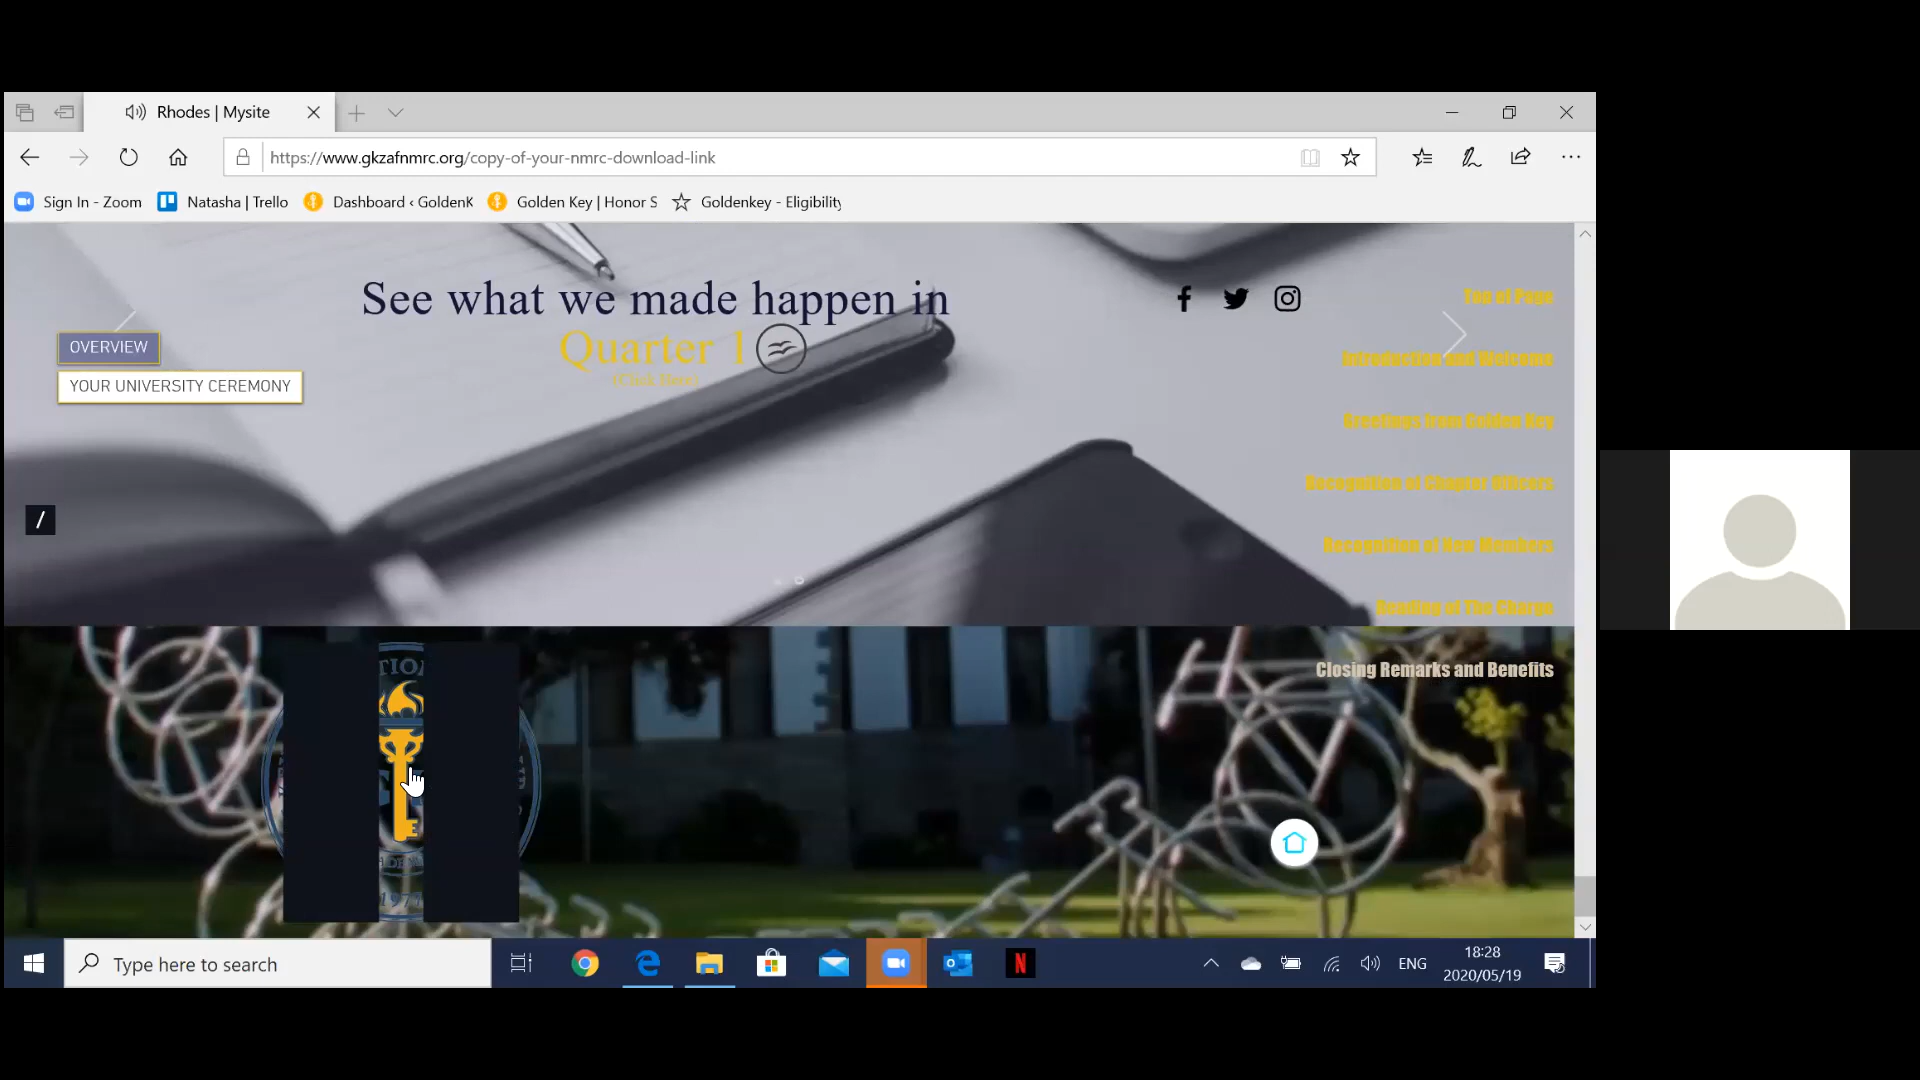 Rhodes | Mysite
https://www.gkzafnmrc.org/copy-of-your-nmrc-download-link
Sign In - Zoom
Natasha | Trello
Dashboard ‹ GoldenK
Golden Key | Honor S
Goldenkey - Eligibility
See what we made happen in
Quarter 1
(Click Here)
OVERVIEW
YOUR UNIVERSITY CEREMONY
Top of Page
Introduction and Welcome
Greetings from Golden Key
Recognition of Chapter Officers
Recognition of New Members
Reading of The Charge
Closing Remarks and Benefits
/
1977
Type here to search
N
ENG
18:28
2020/05/19